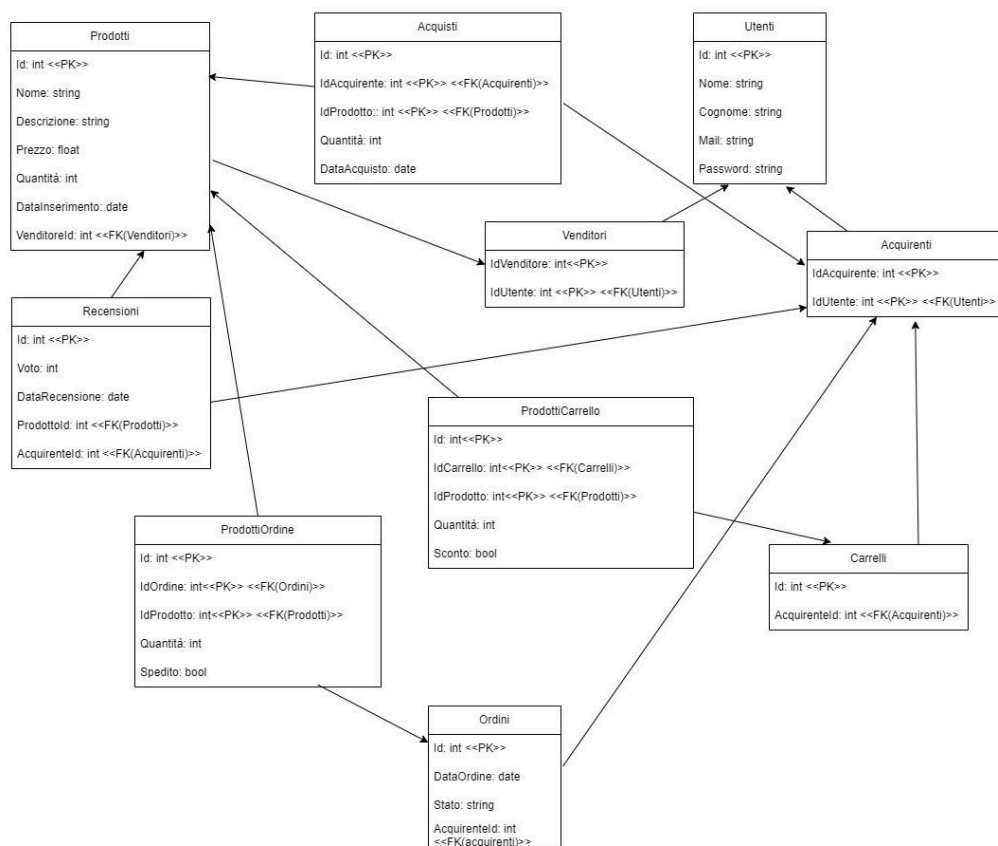 Prodotti
Id: int <<PK>>
Nome: string
Descrizione: string
Prezzo: float
Quantità: int
DataInserimento: date
VenditoreId: int <<FK(Venditori)>>
Acquisti
Id: int <<PK>>
IdAcquirente: int <<PK>> <<FK(Acquirenti)>>
IdProdotto:: int <<PK>> <<FK(Prodotti)>>
Quantità: int
DataAcquisto: date
Utenti
Id: int <<PK>>
Nome: string
Cognome: string
Mail: string
Password: string
Venditori
IdVenditore: int<<PK>>
IdUtente: int <<PK>> <<FK(Utenti)>>
Acquirenti
IdAcquirente: int <<PK>>
IdUtente: int <<PK>> <<FK(Utenti)>>
Recensioni
Id: int <<PK>>
Voto: int
DataRecensione: date
ProdottoId: int <<FK(Prodotti)>>
AcquirenteId: int <<FK(Acquirenti)>>
ProdottiCarrello
Id: int<<PK>>
IdCarrello: int<<PK>> <<FK(Carrelli)>>
IdProdotto: int<<PK>> <<FK(Prodotti)>>
Quantità: int
Sconto: bool
ProdottiOrdine
Id: int <<PK>>
IdOrdine: int<<PK>> <<FK(Ordini)>>
IdProdotto: int<<PK>> <<FK(Prodotti)>>
Quantità: int
Spedito: bool
Carrelli
Id: int <<PK>>
AcquirenteId: int <<FK(Acquirenti)>>
Ordini
Id: int <<PK>>
DataOrdine: date
Stato: string
AcquirenteId: int
<<FK(acquirenti)>>